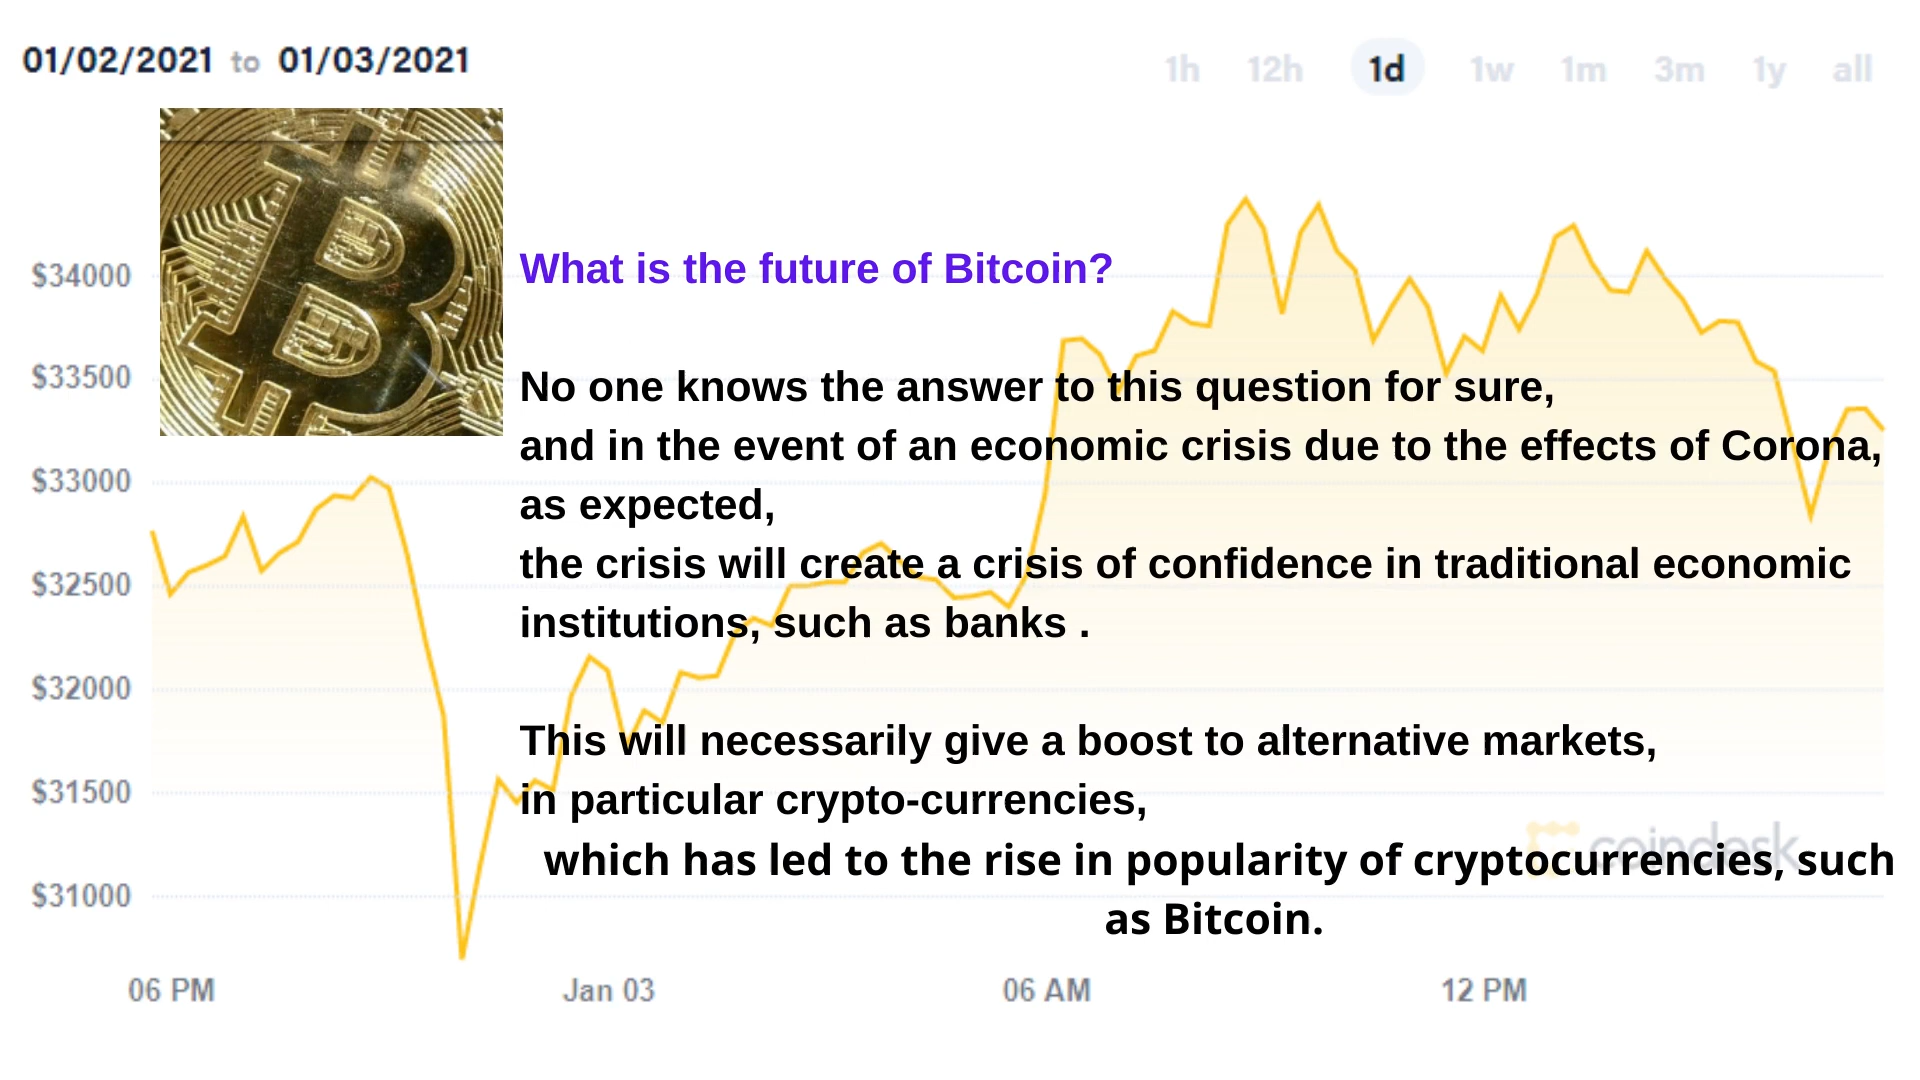 01/02/2021 to 01/03/2021
1h 12h 1d 1w 1m 3m 1y all
What is the future of Bitcoin?
No one knows the answer to this question for sure,
and in the event of an economic crisis due to the effects of Corona,
as expected,
the crisis will create a crisis of confidence in traditional economic
institutions, such as banks .
This will necessarily give a boost to alternative markets,
in particular crypto-currencies,
which has led to the rise in popularity of cryptocurrencies, such
as Bitcoin.
coindesk
$34000
$33500
$33000
$32500
$32000
$31500
$31000
06 PM Jan 03 06 AM 12 PM